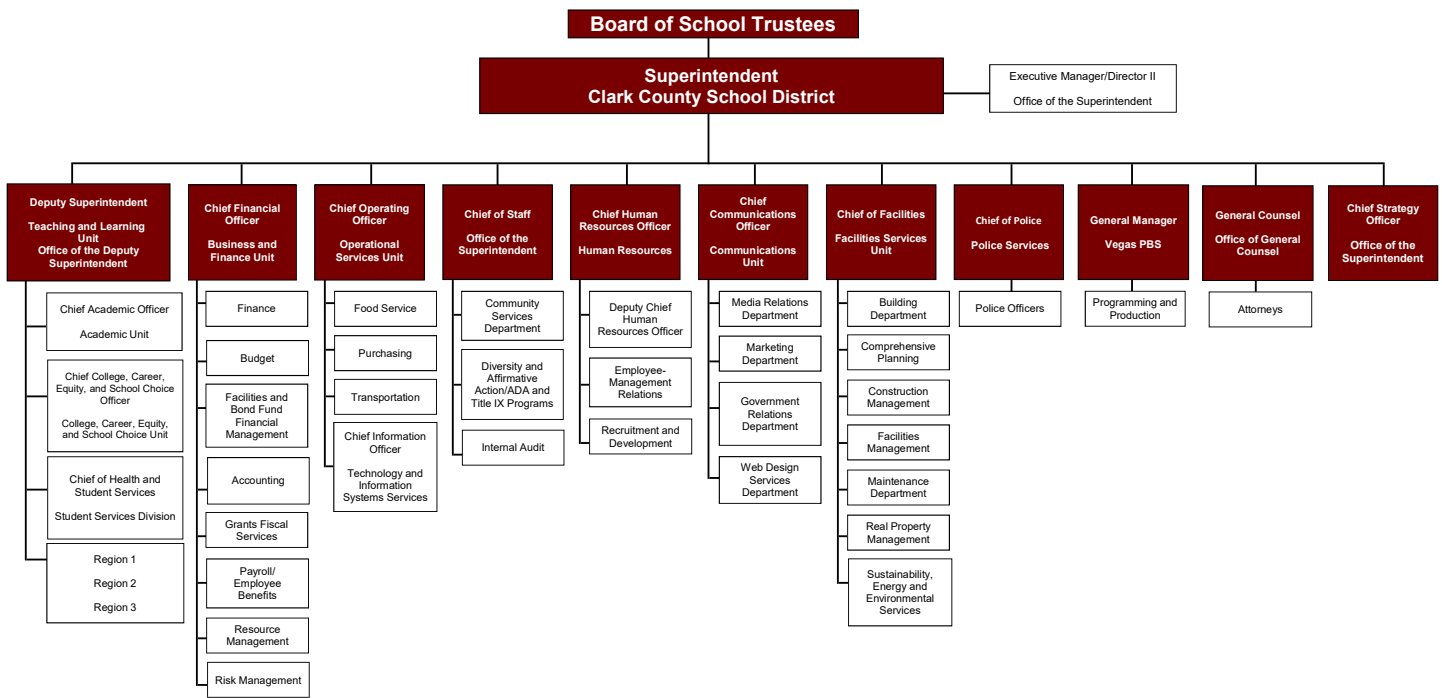 Board of School Trustees
Superintendent
Clark County School District
Executive Manager/Director II
Office of the Superintendent
Deputy Superintendent
Teaching and Learning
Unit
Office of the Deputy
Superintendent
Chief Academic Officer
Academic Unit
Chief College, Career,
Equity, and School Choice
Officer
College, Career, Equity,
and School Choice Unit
Chief of Health and
Student Services
Student Services Division
Region 1
Region 2
Region 3
Chief Financial
Officer
Business and
Finance Unit
Finance
Budget
Facilities and
Bond Fund
Financial
Management
Accounting
Grants Fiscal
Services
Payroll/
Employee
Benefits
Resource
Management
Risk Management
Chief Operating
Officer
Operational
Services Unit
Food Service
Purchasing
Transportation
Chief Information
Officer
Technology and
Information
Systems Services
Chief of Staff
Office of the
Superintendent
Community
Services
Department
Diversity and
Affirmative
Action/ADA and
Title IX Programs
Internal Audit
Chief Human
Resources Officer
Human Resources
Deputy Chief
Human
Resources Officer
Employee-
Management
Relations
Recruitment and
Development
Chief
Communications
Officer
Communications
Unit
Media Relations
Department
Marketing
Department
Government
Relations
Department
Web Design
Services
Department
Chief of Facilities
Facilities Services
Unit
Building
Department
Comprehensive
Planning
Construction
Management
Facilities
Management
Maintenance
Department
Real Property
Management
Sustainability,
Energy and
Environmental
Services
Chief of Police
Police Services
Police Officers
General Manager
Vegas PBS
Programming and
Production
General Counsel
Office of General
Counsel
Attorneys
Chief Strategy
Officer
Office of the
Superintendent